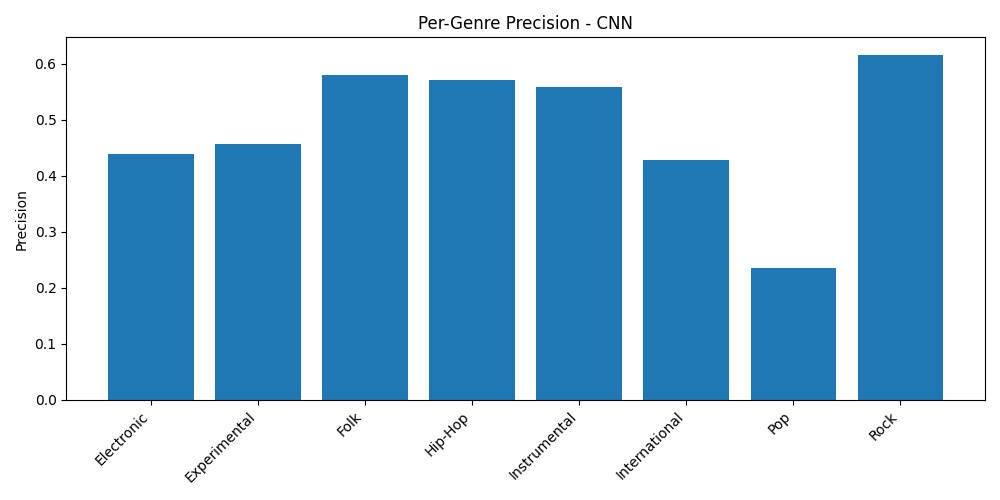 Per-Genre Precision - CNN
Precision
0.6
0.5
0.4
0.3
0.2
0.1
0.0
Electronic
Experimental
Folk
Hip-Hop
Instrumental
International
Pop
Rock